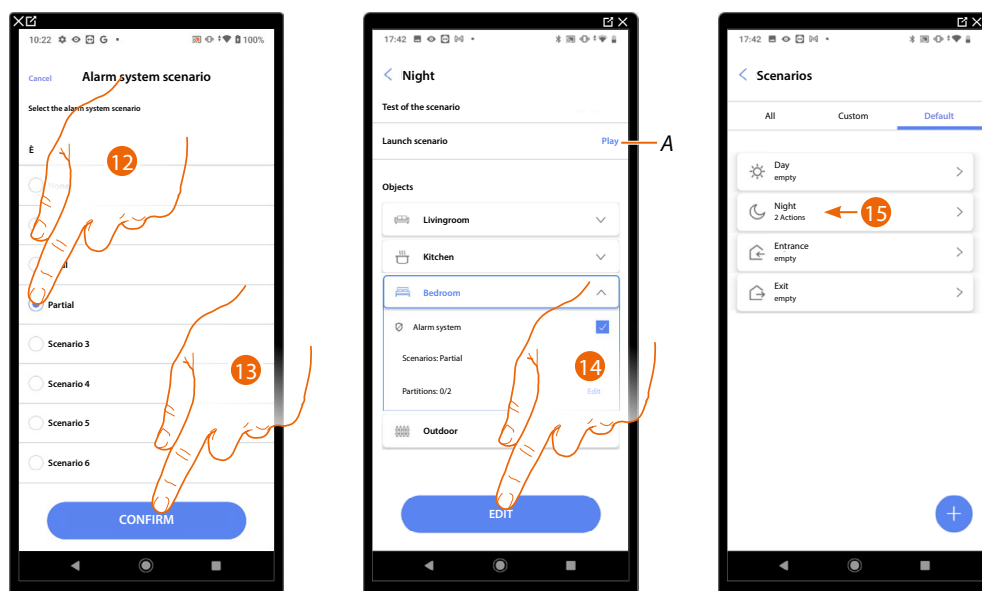 10:22 G • 100%
Cancel Alarm system scenario
Select the alarm system scenario
È
12
Partial
Scenario 3
13
Scenario 4
Scenario 5
Scenario 6
CONFIRM
17:42 •
Night
Test of the scenario
Launch scenario Play A
Objects
Livingroom
Kitchen
Bedroom
Alarm system
Scenarios: Partial
14
Partitions: 0/2 Edit
Outdoor
EDIT
17:42 •
Scenarios
All Custom Default
Day
empty
Night
2 Actions
15
Entrance
empty
Exit
empty
+